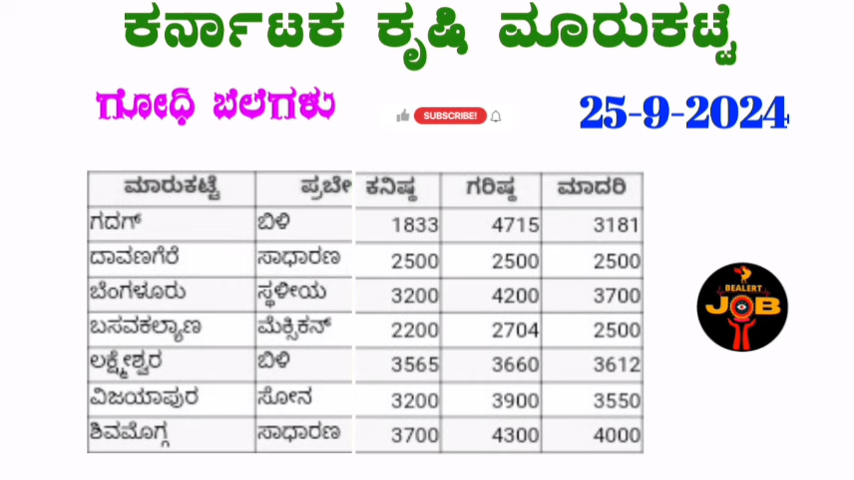 ಕರ್ನಾಟಕ ಕೃಷಿ ಮಾರುಕಟ್ಟೆ
ಗೋಧಿ ಬೆಲೆಗಳು SUBSCRIBE! 25-9-2024
ಮಾರುಕಟ್ಟೆ ಪ್ರಬೇ ಕನಿಷ್ಠ ಗರಿಷ್ಠ ಮಾದರಿ
ಗದಗ್ ಬಿಳಿ 1833 4715 3181
ದಾವಣಗೆರೆ ಸಾಧಾರಣ 2500 2500 2500
ಬೆಂಗಳೂರು ಸ್ಥಳೀಯ 3200 4200 3700
ಬಸವಕಲ್ಯಾಣ ಮೆಕ್ಸಿಕನ್ 2200 2704 2500
ಲಕ್ಷ್ಮೇಶ್ವರ ಬಿಳಿ 3565 3660 3612
ವಿಜಯಾಪುರ ಸೋನ 3200 3900 3550
ಶಿವಮೊಗ್ಗ ಸಾಧಾರಣ 3700 4300 4000
BEALERT
JOB